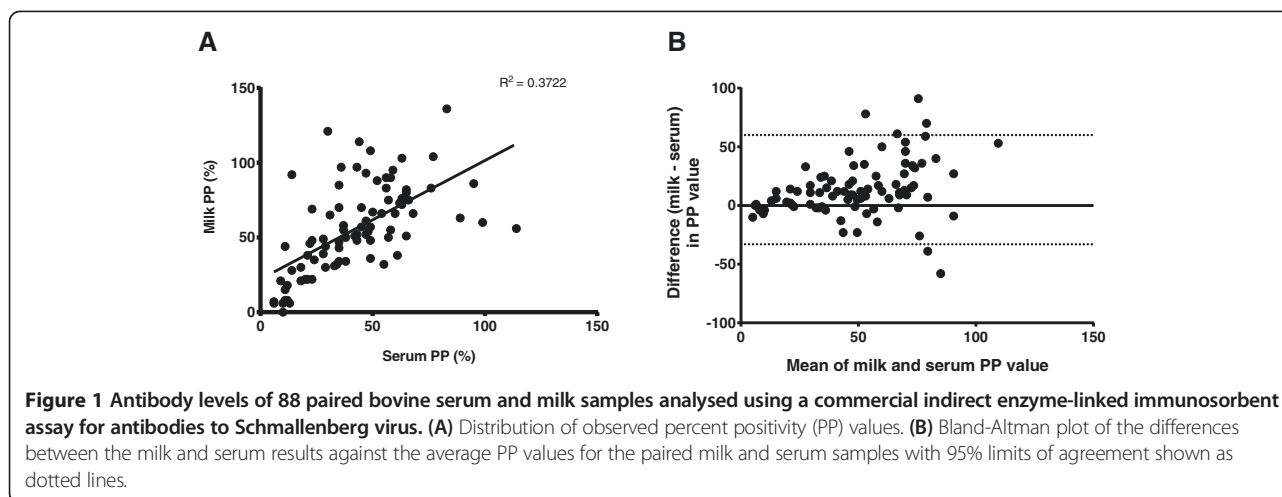 A
B
R² = 0.3722
150
100
50
0
0
50
100
150
Milk PP (%)
Serum PP (%)
100
50
0
-50
-100
0
50
100
150
Difference (milk - serum)
in PP value
Mean of milk and serum PP value
Figure 1 Antibody levels of 88 paired bovine serum and milk samples analysed using a commercial indirect enzyme-linked immunosorbent
assay for antibodies to Schmallenberg virus. (A) Distribution of observed percent positivity (PP) values. (B) Bland-Altman plot of the differences
between the milk and serum results against the average PP values for the paired milk and serum samples with 95% limits of agreement shown as
dotted lines.